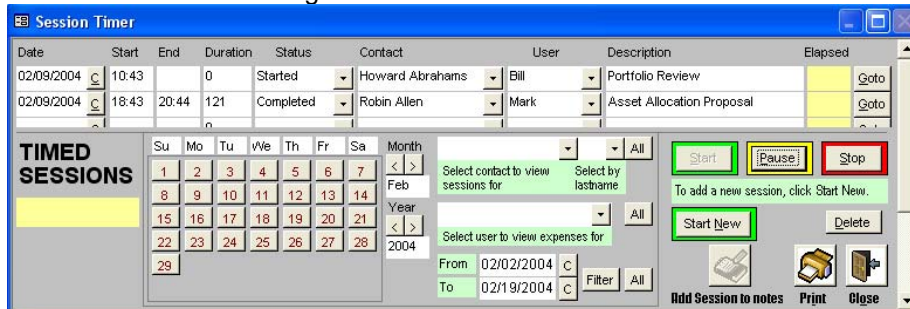 Session Timer
Date Start End Duration Status Contact User Description Elapsed
02/09/2004 C 10:43 0 Started Howard Abrahams Bill Portfolio Review Goto
02/09/2004 C 18:43 20:44 121 Completed Robin Allen Mark Asset Allocation Proposal Goto
TIMED
SESSIONS
Su Mo Tu We Th Fr Sa
1 2 3 4 5 6 7
8 9 10 11 12 13 14
15 16 17 18 19 20 21
22 23 24 25 26 27 28
29
Month
< >
Feb
Year
< >
2004
All
Select contact to view
sessions for
Select by
lastname
All
Select user to view expenses for
From 02/02/2004 C
To 02/19/2004 C
Filter All
Start Pause Stop
To add a new session, click Start New.
Start New Delete
Add Session to notes Print Close